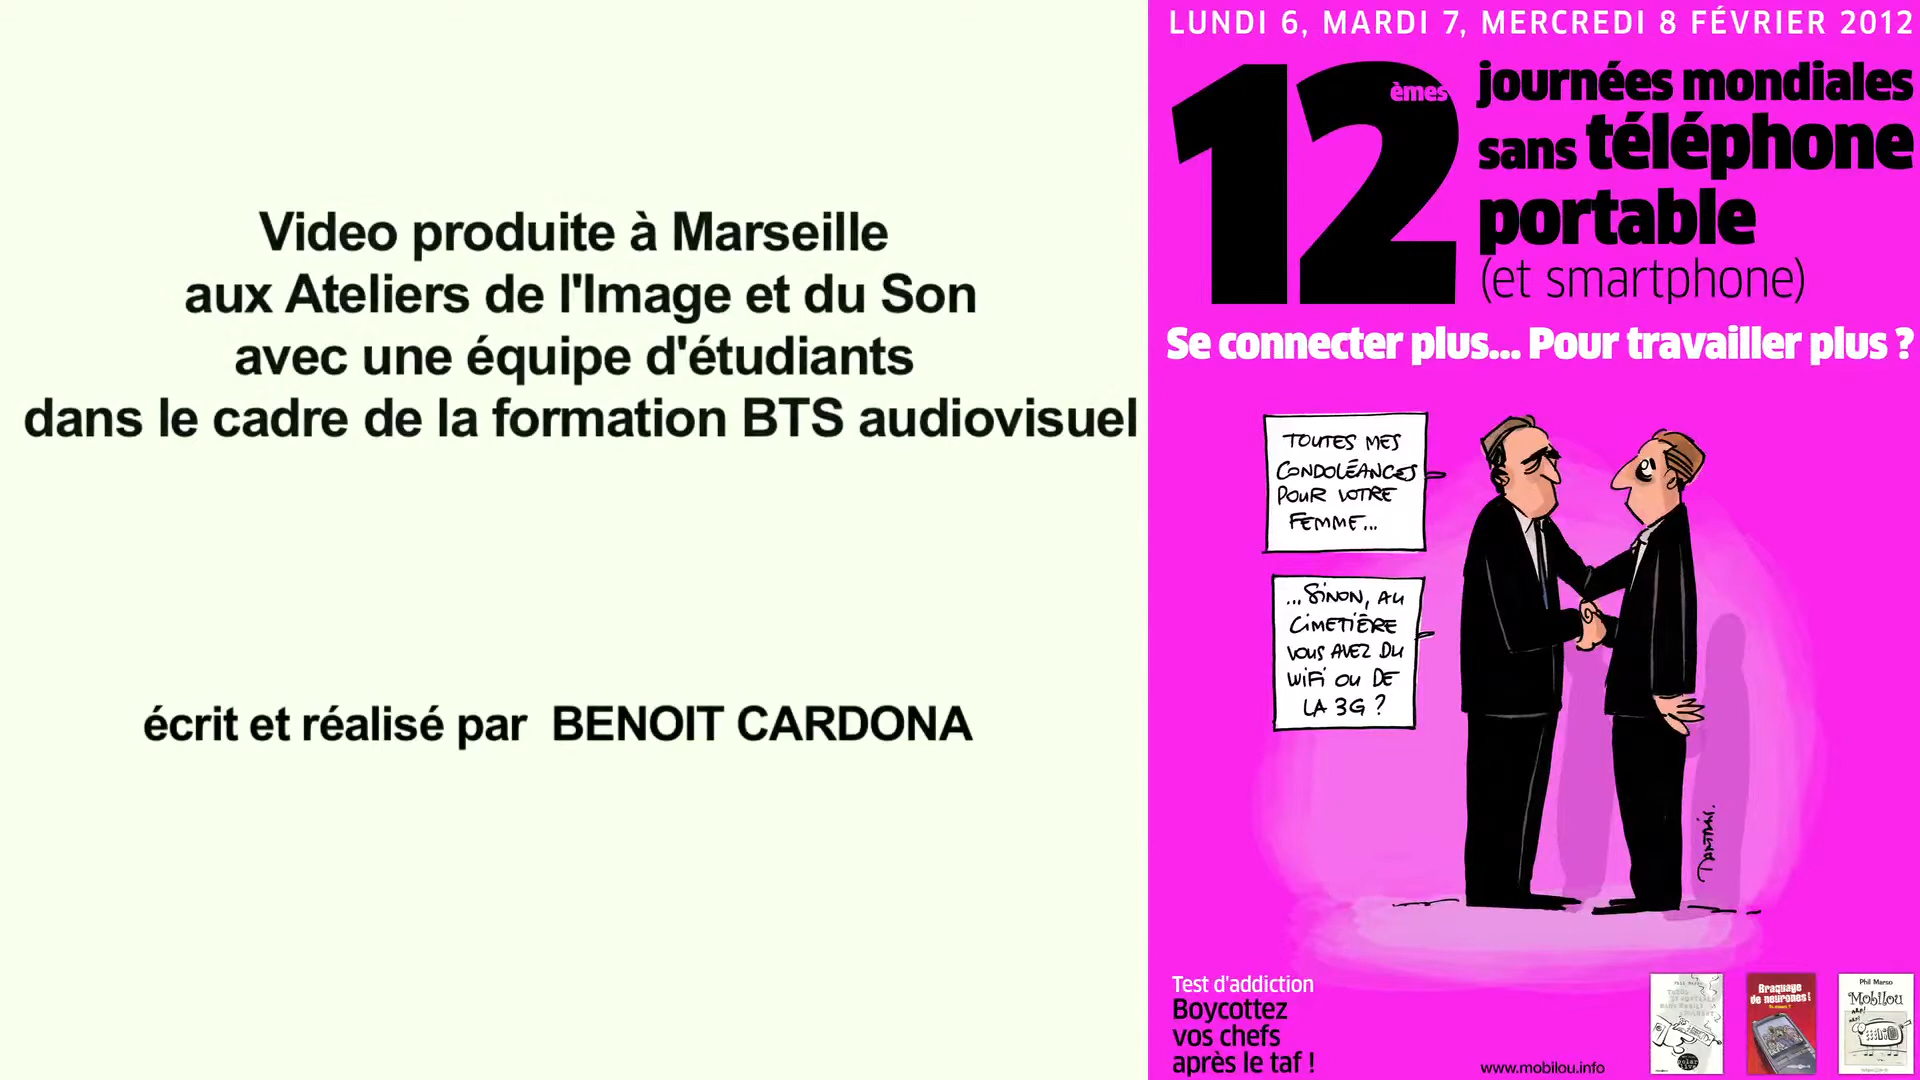 Video produite à Marseille
aux Ateliers de l'Image et du Son
avec une équipe d'étudiants
dans le cadre de la formation BTS audiovisuel
écrit et réalisé par BENOIT CARDONA
LUNDI 6, MARDI 7, MERCREDI 8 FÉVRIER 2012
12èmes
journées mondiales
sans téléphone
portable
(et smartphone)
Se connecter plus... Pour travailler plus ?
TOUTES MES
CONDOLÉANCES
POUR VOTRE
FEMME...
...SINON, AU
CIMETIÈRE
VOUS AVEZ DU
WIFI OU DE
LA 3G ?
Test d'addiction
Boycottez
vos chefs
après le taf !
www.mobilou.info
Phil Marso
Braquage
de neurones !
Phil Marso
Mobilou